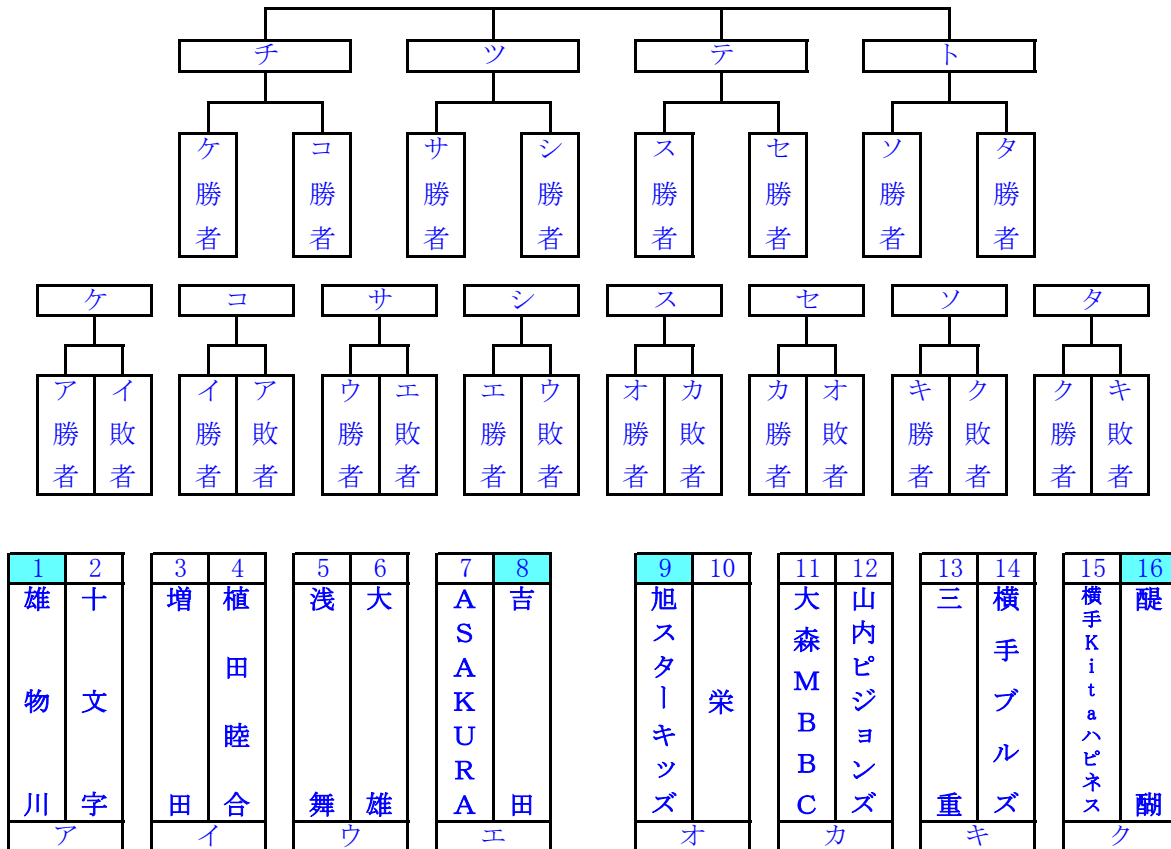 チ ツ テ ト
ケ勝者 コ勝者 サ勝者 シ勝者 ス勝者 セ勝者 ソ勝者 タ勝者
ケ コ サ シ ス セ ソ タ
ア勝者 イ敗者 イ勝者 ア敗者 ウ勝者 エ敗者 エ勝者 ウ敗者 オ勝者 カ敗者 カ勝者 オ敗者 キ勝者 ク敗者 ク勝者 キ敗者
1 2 3 4 5 6 7 8 9 10 11 12 13 14 15 16
雄物川
十文字
増田
植田睦合
浅舞
大雄
ASAKURA
吉田
旭スターキッズ
栄
大森MBBC
山内ピジョンズ
三重
横手ブルズ
横手Kitaハピネス
醍醐
ア イ ウ エ オ カ キ ク